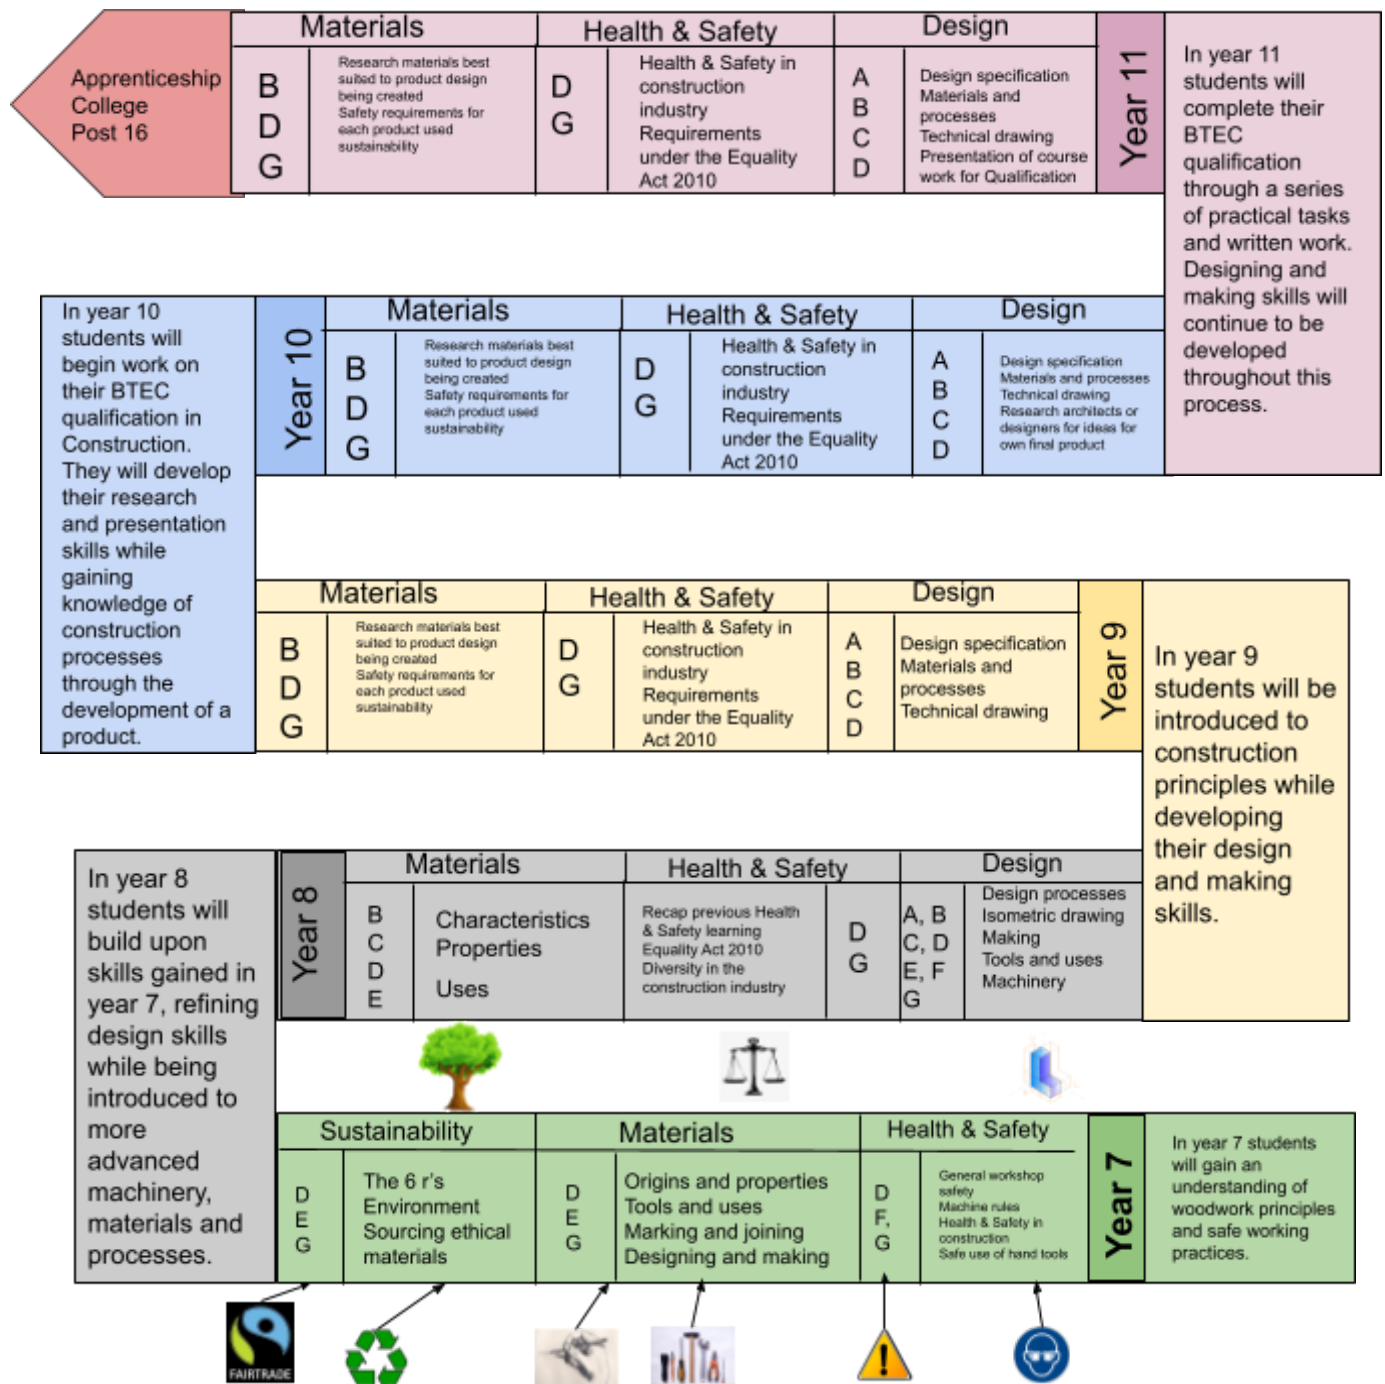 Apprenticeship
College
Post 16
Materials
B
D
G
Research materials best
suited to product design
being created
Safety requirements for
each product used
sustainability
Health & Safety
D
G
Health & Safety in
construction
industry
Requirements
under the Equality
Act 2010
Design
A
B
C
D
Design specification
Materials and
processes
Technical drawing
Presentation of course
work for Qualification
Year 11
In year 11
students will
complete their
BTEC
qualification
through a series
of practical tasks
and written work.
Designing and
making skills will
continue to be
developed
throughout this
process.
In year 10
students will
begin work on
their BTEC
qualification in
Construction.
They will develop
their research
and presentation
skills while
gaining
knowledge of
construction
processes
through the
development of a
product.
Year 10
Materials
B
D
G
Research materials best
suited to product design
being created
Safety requirements for
each product used
sustainability
Health & Safety
D
G
Health & Safety in
construction
industry
Requirements
under the Equality
Act 2010
Design
A
B
C
D
Design specification
Materials and processes
Technical drawing
Research architects or
designers for ideas for
own final product
Materials
B
D
G
Research materials best
suited to product design
being created
Safety requirements for
each product used
sustainability
Health & Safety
D
G
Health & Safety in
construction
industry
Requirements
under the Equality
Act 2010
Design
A
B
C
D
Design specification
Materials and
processes
Technical drawing
Year 9
In year 9
students will be
introduced to
construction
principles while
developing
their design
and making
skills.
In year 8
students will
build upon
skills gained in
year 7, refining
design skills
while being
introduced to
more
advanced
machinery,
materials and
processes.
Year 8
Materials
B
C
D
E
Characteristics
Properties
Uses
Health & Safety
Recap previous Health
& Safety learning
Equality Act 2010
Diversity in the
construction industry
D
G
Design
A, B
C, D
E, F
G
Design processes
Isometric drawing
Making
Tools and uses
Machinery
Sustainability
D
E
G
The 6 r's
Environment
Sourcing ethical
materials
Materials
D
E
G
Origins and properties
Tools and uses
Marking and joining
Designing and making
Health & Safety
D
F,
G
General workshop
safety
Machine rules
Health & Safety in
construction
Safe use of hand tools
Year 7
In year 7 students
will gain an
understanding of
woodwork principles
and safe working
practices.
FAIRTRADE